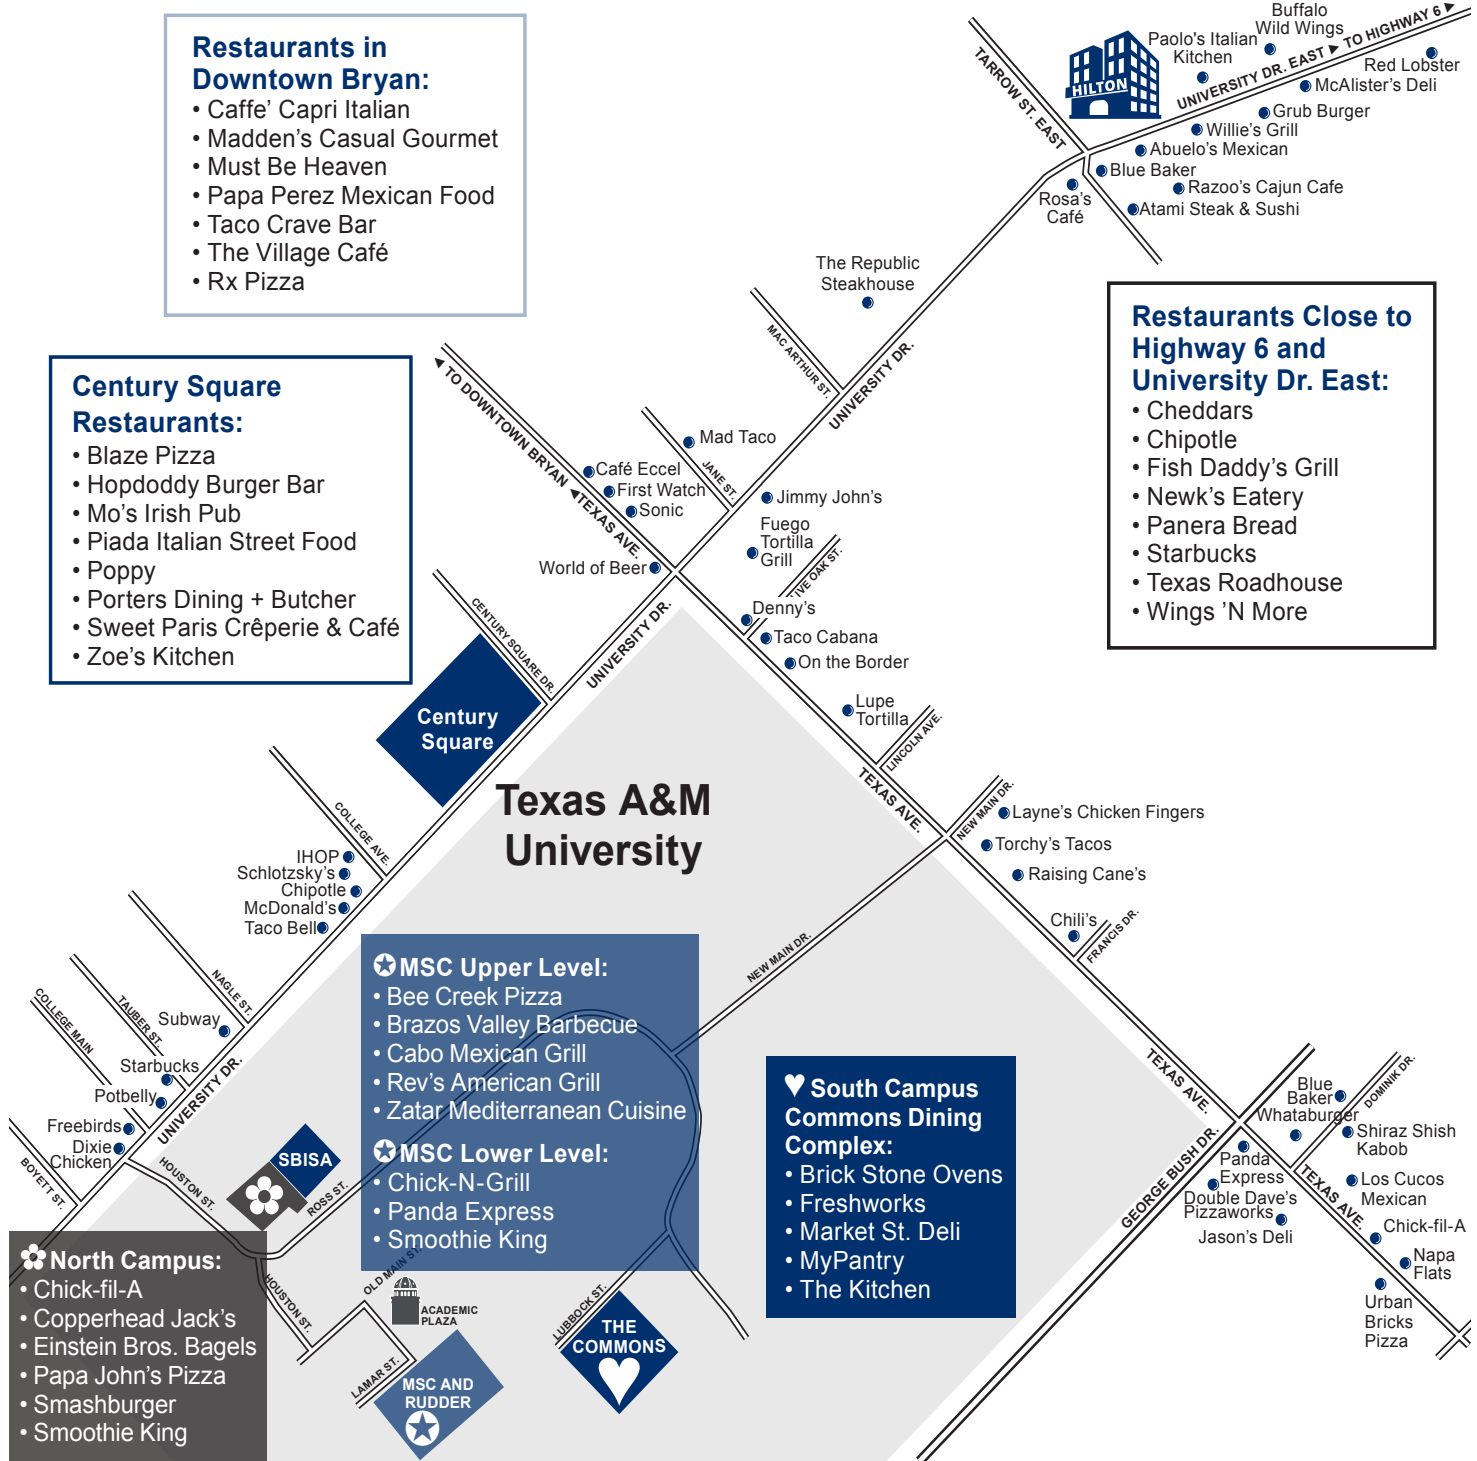 Restaurants in
Downtown Bryan:
• Caffe’ Capri Italian
• Madden’s Casual Gourmet
• Must Be Heaven
• Papa Perez Mexican Food
• Taco Crave Bar
• The Village Café
• Rx Pizza
Century Square
Restaurants:
• Blaze Pizza
• Hopdoddy Burger Bar
• Mo’s Irish Pub
• Piada Italian Street Food
• Poppy
• Porters Dining + Butcher
• Sweet Paris Crêperie & Café
• Zoe’s Kitchen
Restaurants Close to
Highway 6 and
University Dr. East:
• Cheddars
• Chipotle
• Fish Daddy’s Grill
• Newk’s Eatery
• Panera Bread
• Starbucks
• Texas Roadhouse
• Wings ’N More
TARROW ST. EAST
HILTON
Paolo's Italian
Kitchen
Buffalo
Wild Wings
UNIVERSITY DR. EAST ▶ TO HIGHWAY 6 ▶
Red Lobster
McAlister’s Deli
Grub Burger
Willie’s Grill
Abuelo’s Mexican
Blue Baker
Razoo’s Cajun Cafe
Atami Steak & Sushi
Rosa’s
Café
The Republic
Steakhouse
MAC ARTHUR ST.
UNIVERSITY DR.
◀ TO DOWNTOWN BRYAN ◀ TEXAS AVE.
Mad Taco
JANE ST.
Café Eccel
First Watch
Sonic
World of Beer
Jimmy John’s
Fuego
Tortilla
Grill
IVE OAK ST.
Denny’s
Taco Cabana
On the Border
Lupe
Tortilla
LINCOLN AVE.
TEXAS AVE.
CENTURY SQUARE DR.
UNIVERSITY DR.
Century
Square
Texas A&M
University
COLLEGE AVE.
IHOP
Schlotzsky’s
Chipotle
McDonald’s
Taco Bell
NEW MAIN DR.
Layne’s Chicken Fingers
Torchy’s Tacos
Raising Cane’s
Chili’s
FRANCIS DR.
NEW MAIN DR.
NAGLE ST.
TAUBER ST.
COLLEGE MAIN
Subway
Starbucks
Potbelly
Freebirds
Dixie
Chicken
BOYETT ST.
UNIVERSITY DR.
HOUSTON ST.
SBISA
ROSS ST.
MSC Upper Level:
• Bee Creek Pizza
• Brazos Valley Barbecue
• Cabo Mexican Grill
• Rev’s American Grill
• Zatar Mediterranean Cuisine
MSC Lower Level:
• Chick-N-Grill
• Panda Express
• Smoothie King
South Campus
Commons Dining
Complex:
• Brick Stone Ovens
• Freshworks
• Market St. Deli
• MyPantry
• The Kitchen
TEXAS AVE.
GEORGE BUSH DR.
Blue
Baker
Whataburger
DOMINIK DR.
Shiraz Shish
Kabob
Panda
Express
Double Dave’s
Pizzaworks
Jason’s Deli
TEXAS AVE.
Los Cucos
Mexican
Chick-fil-A
Napa
Flats
Urban
Bricks
Pizza
North Campus:
• Chick-fil-A
• Copperhead Jack’s
• Einstein Bros. Bagels
• Papa John’s Pizza
• Smashburger
• Smoothie King
HOUSTON ST.
OLD MAIN ST.
ACADEMIC
PLAZA
LAMAR ST.
MSC AND
RUDDER
LUBBOCK ST.
THE
COMMONS